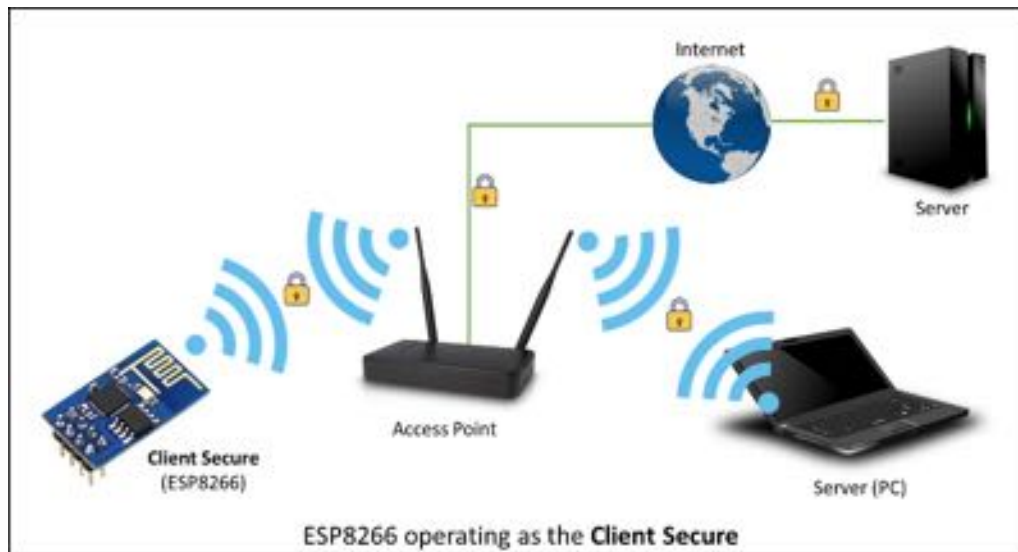 Internet
Server
Access Point
Client Secure
(ESP8266)
Server (PC)
ESP8266 operating as the Client Secure